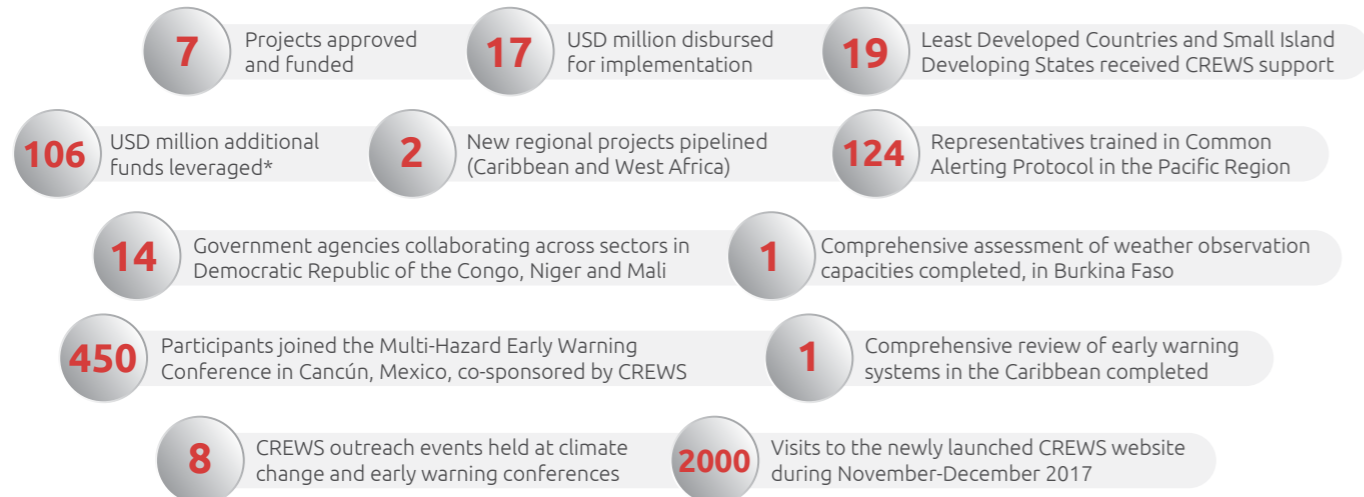 7
Projects approved
and funded
17
USD million disbursed
for implementation
19
Least Developed Countries and Small Island
Developing States received CREWS support
106
USD million additional
funds leveraged*
2
New regional projects pipelined
(Caribbean and West Africa)
124
Representatives trained in Common
Alerting Protocol in the Pacific Region
14
Government agencies collaborating across sectors in
Democratic Republic of the Congo, Niger and Mali
1
Comprehensive assessment of weather observation
capacities completed, in Burkina Faso
450
Participants joined the Multi-Hazard Early Warning
Conference in Cancún, Mexico, co-sponsored by CREWS
1
Comprehensive review of early warning
systems in the Caribbean completed
8
CREWS outreach events held at climate
change and early warning conferences
2000
Visits to the newly launched CREWS website
during November-December 2017